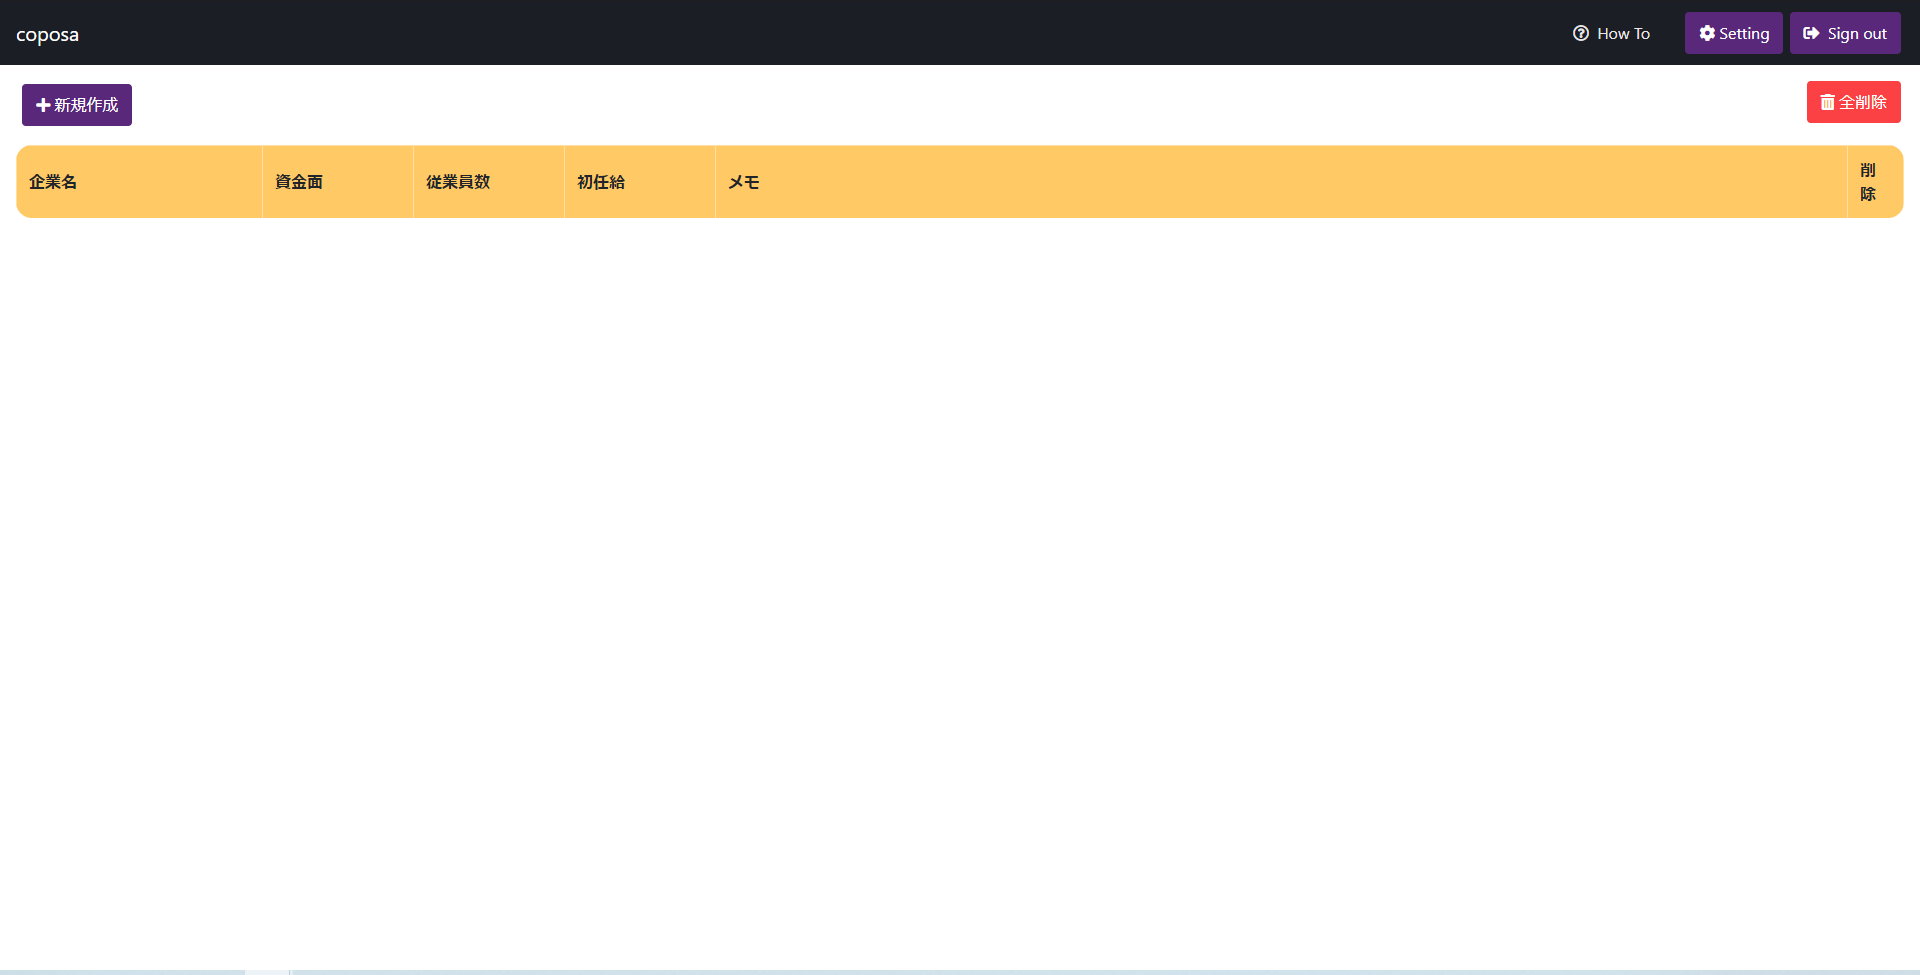 coposa
How To
Setting
Sign out
新規作成
全削除
企業名
資金面
従業員数
初任給
メモ
削
除